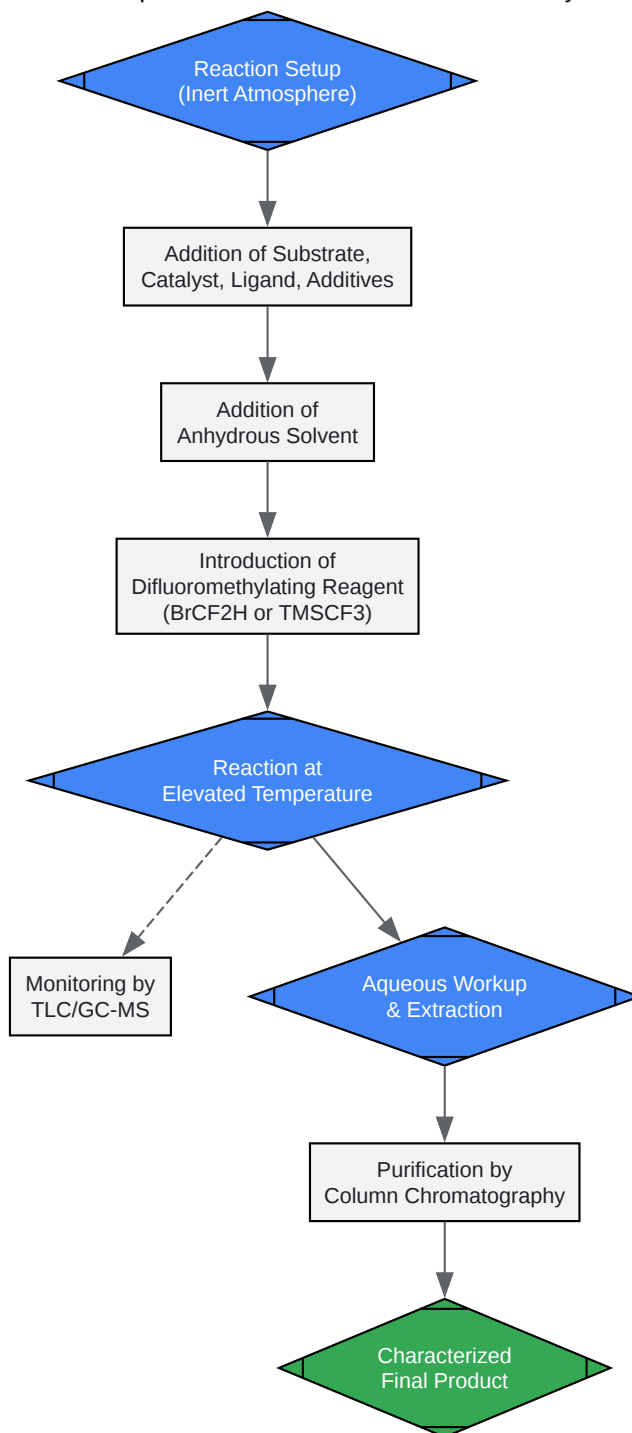 Reaction Setup
(Inert Atmosphere)
Addition of Substrate,
Catalyst, Ligand, Additives
Addition of
Anhydrous Solvent
Introduction of
Difluoromethylating Reagent
(BrCF2H or TMSCF3)
Reaction at
Elevated Temperature
Monitoring by
TLC/GC-MS
Aqueous Workup
& Extraction
Purification by
Column Chromatography
Characterized
Final Product